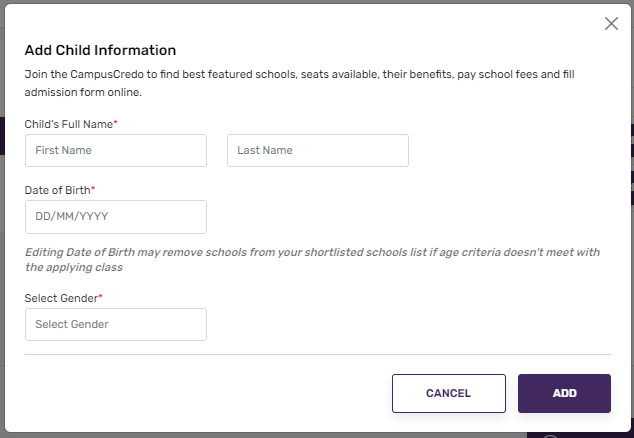 Add Child Information
Join the CampusCredo to find best featured schools, seats available, their benefits, pay school fees and fill
admission form online.
Child's Full Name*
First Name
Last Name
Date of Birth*
DD/MM/YYYY
Editing Date of Birth may remove schools from your shortlisted schools list if age criteria doesn't meet with
the applying class
Select Gender*
Select Gender
CANCEL
ADD